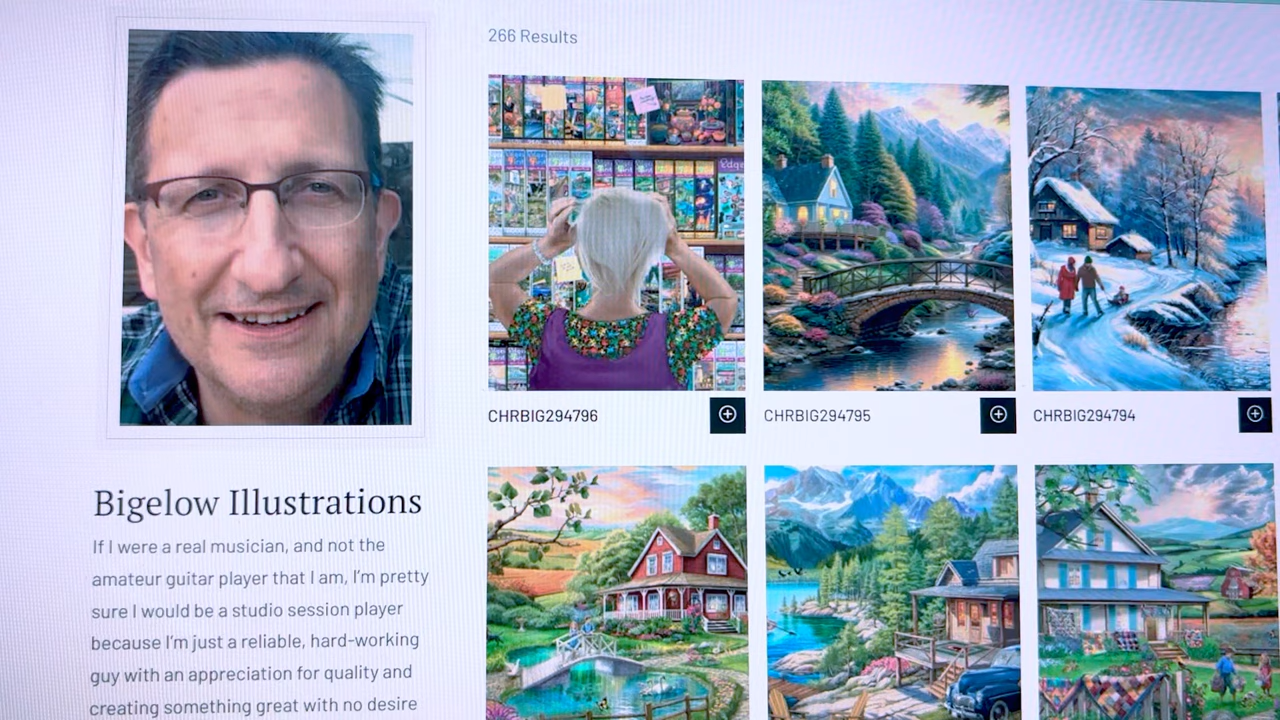 266 Results
CHRBIG294796
CHRBIG294795
CHRBIG294794
Bigelow Illustrations
If I were a real musician, and not the
amateur guitar player that I am, I'm pretty
sure I would be a studio session player
because I'm just a reliable, hard-working
guy with an appreciation for quality and
creating something great with no desire